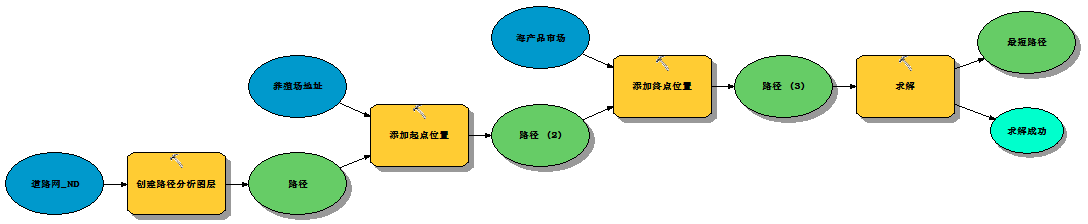 海产品市场
最短路径
养殖场地址
添加终点位置
路径 (3)
求解
添加起点位置
路径 (2)
求解成功
道路网_ND
创建路径分析图层
路径